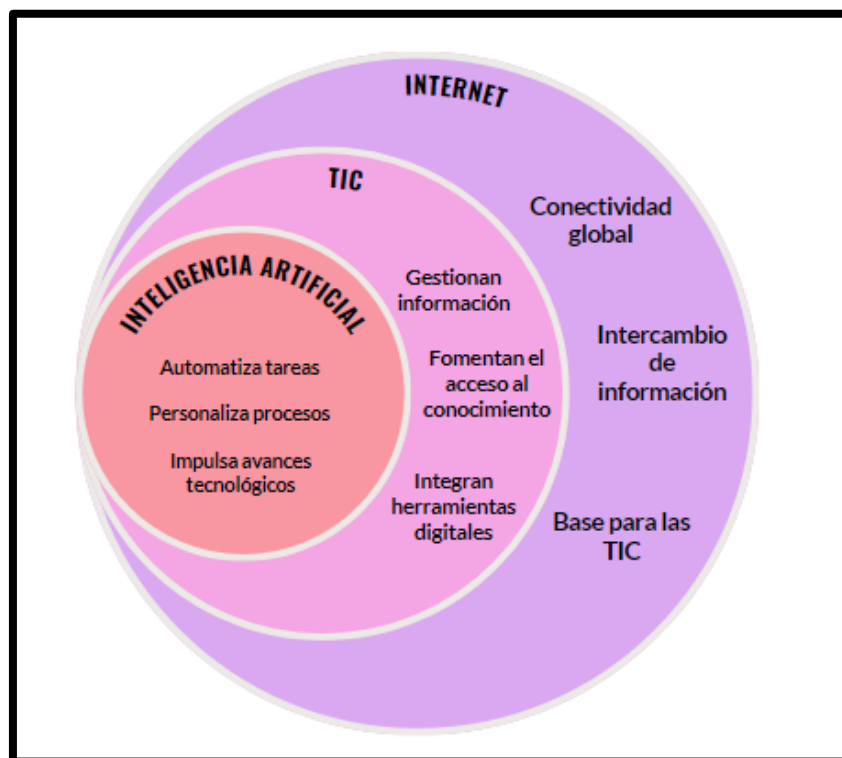 INTERNET
Conectividad
global
Intercambio
de
información
Base para las
TIC
TIC
Gestionan
información
Fomentan el
acceso al
conocimiento
Integran
herramientas
digitales
INTELIGENCIA ARTIFICIAL
Automatiza tareas
Personaliza procesos
Impulsa avances
tecnológicos